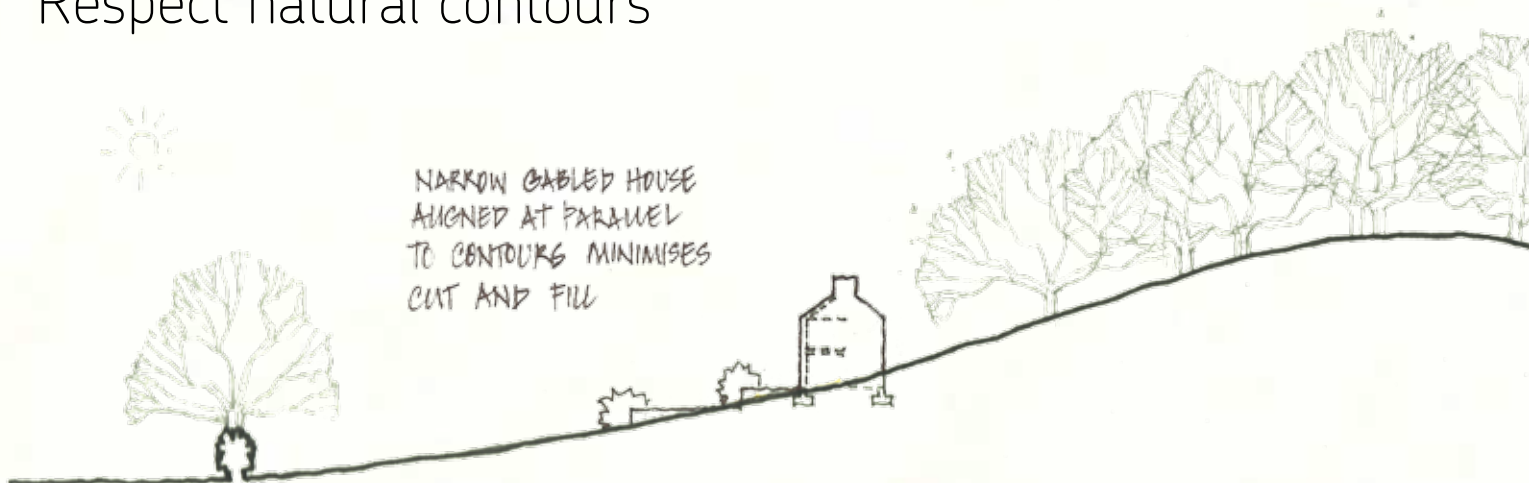 Respect natural contours
NARROW GABLED HOUSE
ALIGNED AT PARALLEL
TO CONTOURS MINIMISES
CUT AND FILL